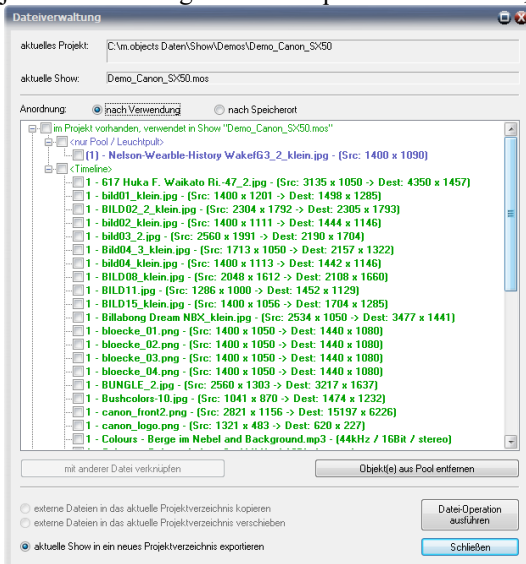 Dateiverwaltung
aktuelles Projekt: C:\m.objects Daten\Show\Demos\Demo_Canon_SX50
aktuelle Show: Demo_Canon_SX50.mos
Anordnung: nach Verwendung nach Speicherort
im Projekt vorhanden, verwendet in Show "Demo_Canon_SX50.mos"
<nur Pool / Leuchtpult>
(1) - Nelson-Wearble-History WakefG3_2_klein.jpg - (Src: 1400 x 1090)
<Timeline>
1 - 617 Huka F. Waikato Ri.-47_2.jpg - (Src: 3135 x 1050 -> Dest: 4350 x 1457)
1 - bild01_klein.jpg - (Src: 1400 x 1201 -> Dest: 1498 x 1285)
1 - BILD02_2_klein.jpg - (Src: 2304 x 1792 -> Dest: 2305 x 1793)
1 - bild02_klein.jpg - (Src: 1400 x 1111 -> Dest: 1444 x 1146)
1 - bild03_2.jpg - (Src: 2560 x 1991 -> Dest: 2190 x 1704)
1 - Bild04_3_klein.jpg - (Src: 1713 x 1050 -> Dest: 2157 x 1322)
1 - bild04_klein.jpg - (Src: 1400 x 1113 -> Dest: 1442 x 1146)
1 - BILD08_klein.jpg - (Src: 2048 x 1612 -> Dest: 2108 x 1660)
1 - BILD11.jpg - (Src: 1286 x 1000 -> Dest: 1452 x 1129)
1 - BILD15_klein.jpg - (Src: 1400 x 1056 -> Dest: 1704 x 1285)
1 - Billabong Dream NBX_klein.jpg - (Src: 2534 x 1050 -> Dest: 3477 x 1441)
1 - bloecke_01.png - (Src: 1400 x 1050 -> Dest: 1440 x 1080)
1 - bloecke_02.png - (Src: 1400 x 1050 -> Dest: 1440 x 1080)
1 - bloecke_03.png - (Src: 1400 x 1050 -> Dest: 1440 x 1080)
1 - bloecke_04.png - (Src: 1400 x 1050 -> Dest: 1440 x 1080)
1 - BUNGLE_2.jpg - (Src: 2560 x 1303 -> Dest: 3217 x 1637)
1 - Bushcolors-10.jpg - (Src: 1041 x 870 -> Dest: 1474 x 1232)
1 - canon_front2.png - (Src: 2821 x 1156 -> Dest: 15197 x 6226)
1 - canon_logo.png - (Src: 1321 x 483 -> Dest: 620 x 227)
1 - Colours - Berge im Nebel and Background.mp3 - (44kHz / 16Bit / stereo)
mit anderer Datei verknüpfen Objekt(e) aus Pool entfernen
externe Dateien in das aktuelle Projektverzeichnis kopieren
externe Dateien in das aktuelle Projektverzeichnis verschieben
aktuelle Show in ein neues Projektverzeichnis exportieren
Datei-Operation
ausführen
Schließen